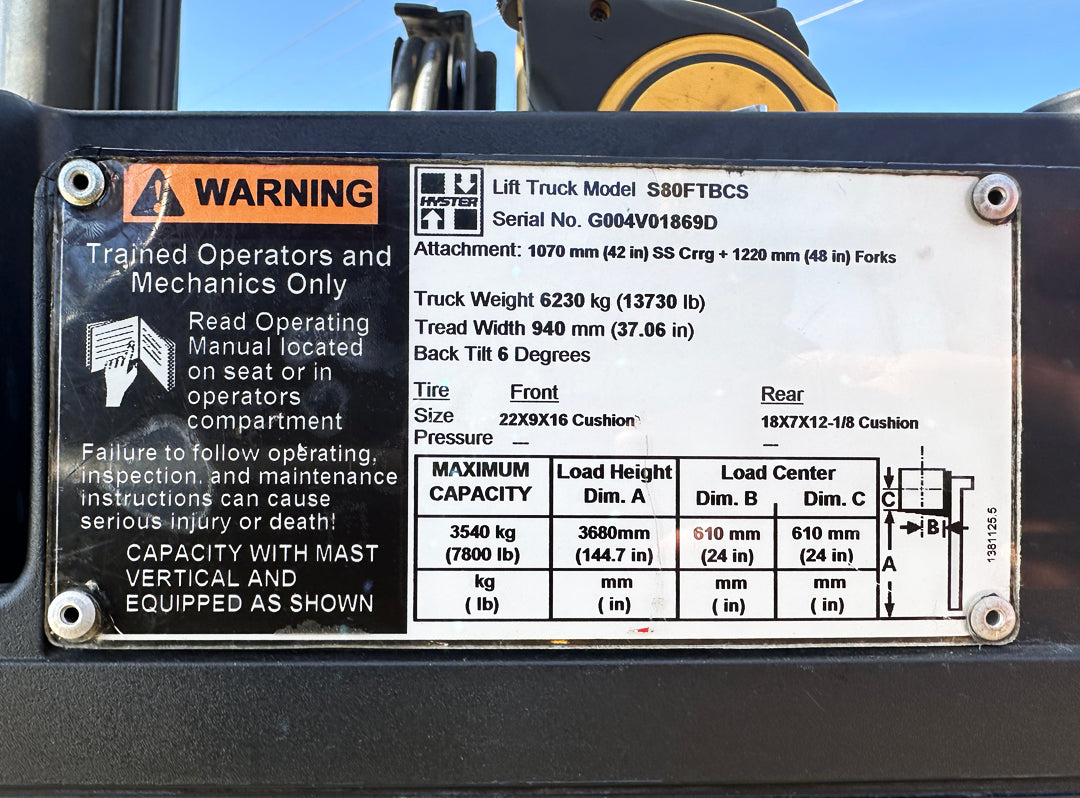 WARNING
Trained Operators and
Mechanics Only
Read Operating
Manual located
on seat or in
operators
compartment
Failure to follow operating,
inspection, and maintenance
instructions can cause
serious injury or death!
CAPACITY WITH MAST
VERTICAL AND
EQUIPPED AS SHOWN
HYSTER
Lift Truck Model S80FTBCS
Serial No. G004V01869D
Attachment: 1070 mm (42 in) SS Crrg + 1220 mm (48 in) Forks
Truck Weight 6230 kg (13730 lb)
Tread Width 940 mm (37.06 in)
Back Tilt 6 Degrees
Tire Front Rear
Size 22X9X16 Cushion 18X7X12-1/8 Cushion
Pressure — —
MAXIMUM CAPACITY Load Height Dim. A Load Center Dim. B Dim. C
3540 kg 3680mm 610 mm 610 mm
(7800 lb) (144.7 in) (24 in) (24 in)
kg mm mm mm
( lb) ( in) ( in) ( in)
C
B
A
1381125.5